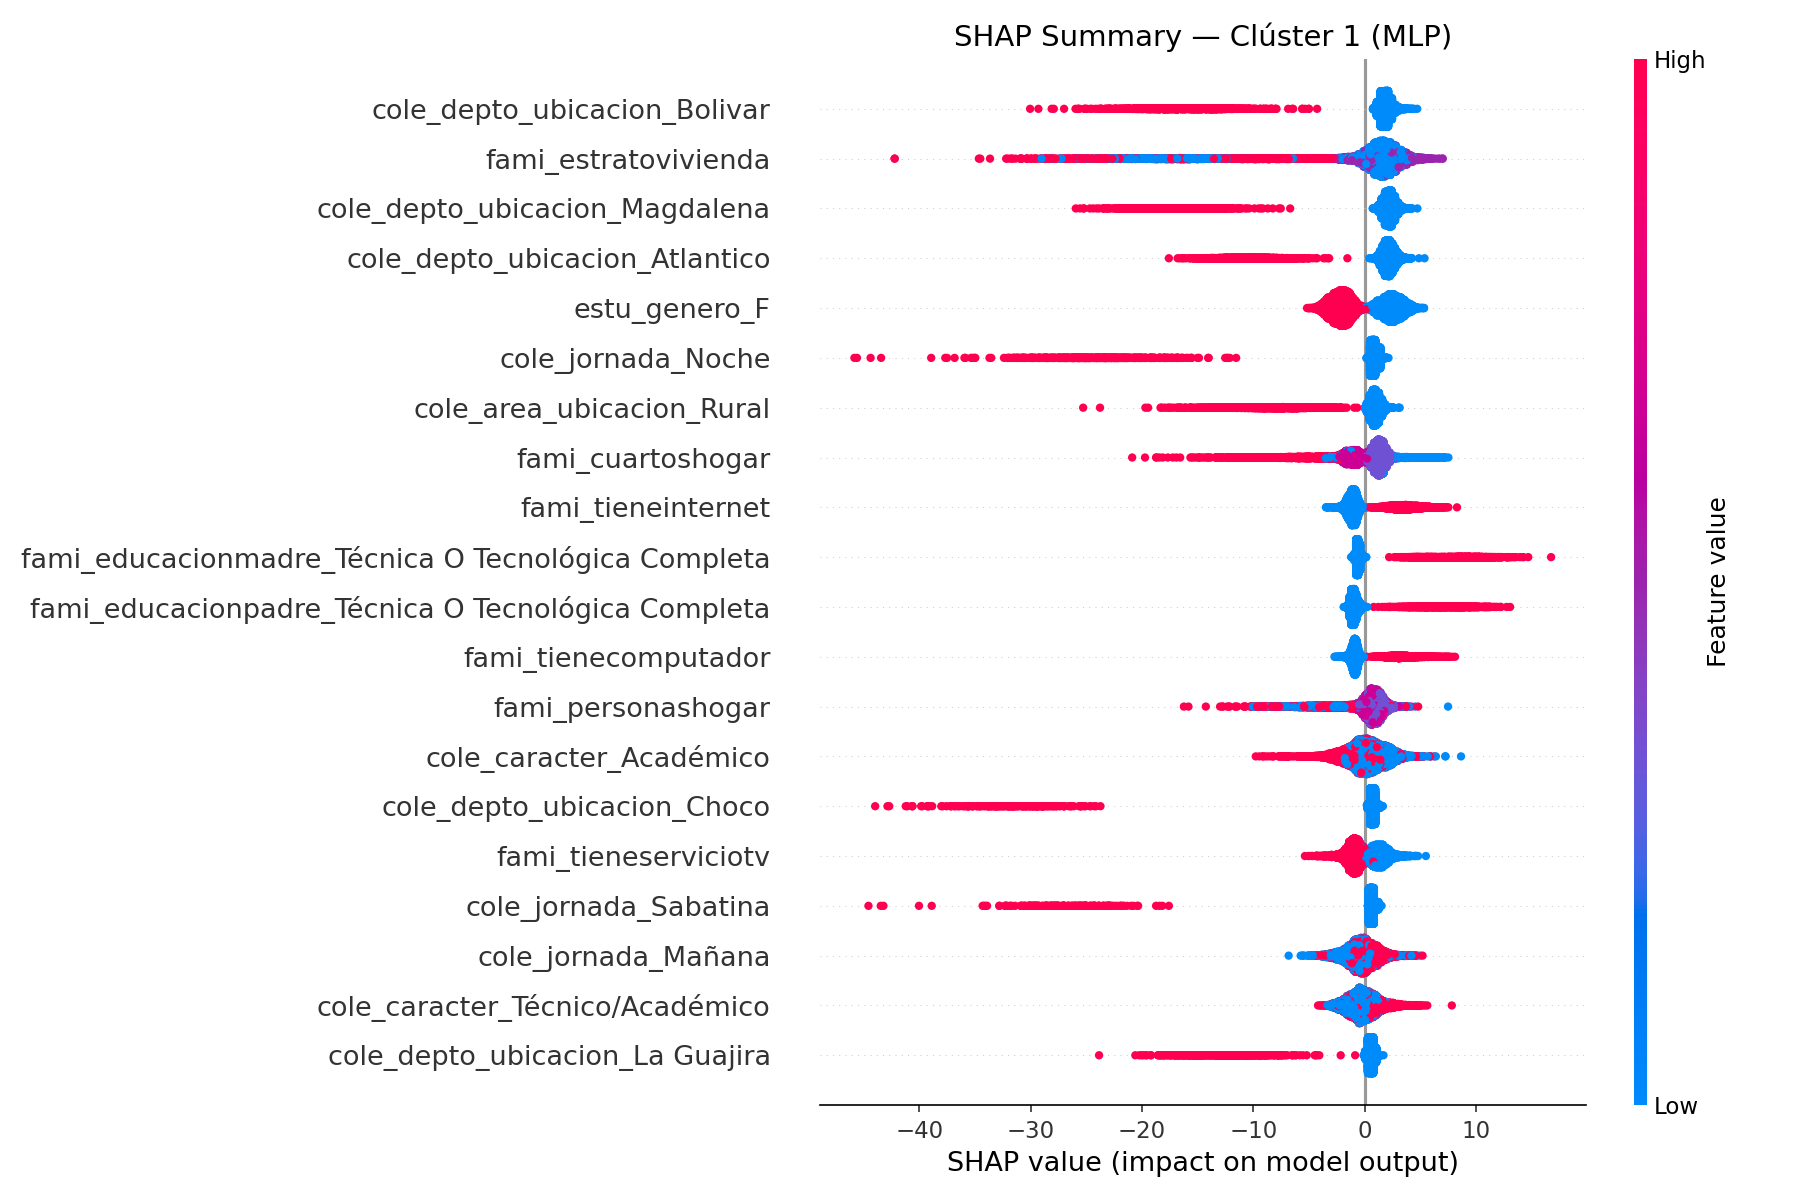 SHAP Summary — Clúster 1 (MLP)
High
cole_depto_ubicacion_Bolivar
fami_estratovivienda
cole_depto_ubicacion_Magdalena
cole_depto_ubicacion_Atlantico
estu_genero_F
cole_jornada_Noche
cole_area_ubicacion_Rural
fami_cuartoshogar
fami_tieneinternet
fami_educacionmadre_Técnica O Tecnológica Completa
fami_educacionpadre_Técnica O Tecnológica Completa
fami_tienecomputador
fami_personashogar
cole_caracter_Académico
cole_depto_ubicacion_Choco
fami_tieneserviciotv
cole_jornada_Sabatina
cole_jornada_Mañana
cole_caracter_Técnico/Académico
cole_depto_ubicacion_La Guajira
Feature value
Low
−40 −30 −20 −10 0 10
SHAP value (impact on model output)